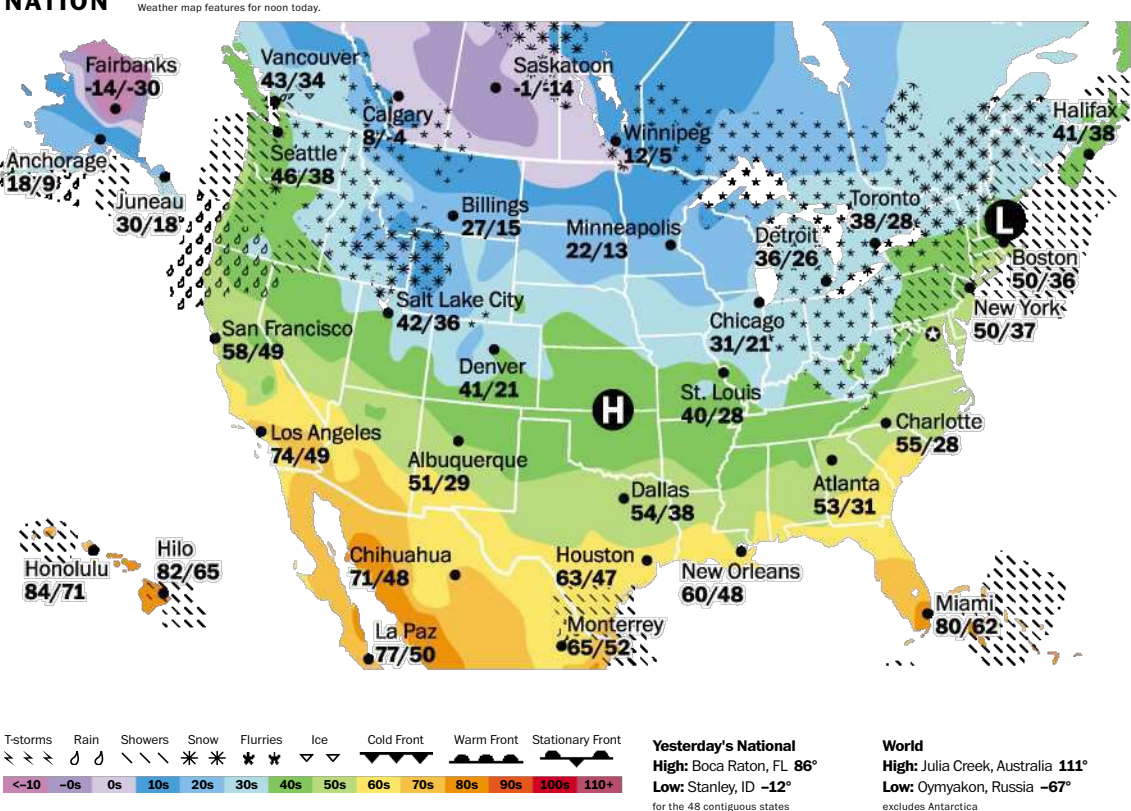 NATION
Weather map features for noon today.
Fairbanks
-14/-30
Anchorage
18/9
Juneau
30/18
Vancouver
43/34
Calgary
8/-4
Saskatoon
-1/-14
Winnipeg
12/5
Seattle
46/38
Billings
27/15
Minneapolis
22/13
Detroit
36/26
Toronto
38/28
Halifax
41/38
L
Boston
50/36
New York
50/37
Salt Lake City
42/36
San Francisco
58/49
Denver
41/21
Chicago
31/21
St. Louis
40/28
H
Los Angeles
74/49
Albuquerque
51/29
Dallas
54/38
Charlotte
55/28
Atlanta
53/31
Honolulu
84/71
Hilo
82/65
Chihuahua
71/48
Houston
63/47
New Orleans
60/48
La Paz
77/50
Monterrey
65/52
Miami
80/62
T-storms Rain Showers Snow Flurries Ice Cold Front Warm Front Stationary Front
<-10 -0s 0s 10s 20s 30s 40s 50s 60s 70s 80s 90s 100s 110+
Yesterday's National
High: Boca Raton, FL 86°
Low: Stanley, ID –12°
for the 48 contiguous states
World
High: Julia Creek, Australia 111°
Low: Oymyakon, Russia –67°
excludes Antarctica